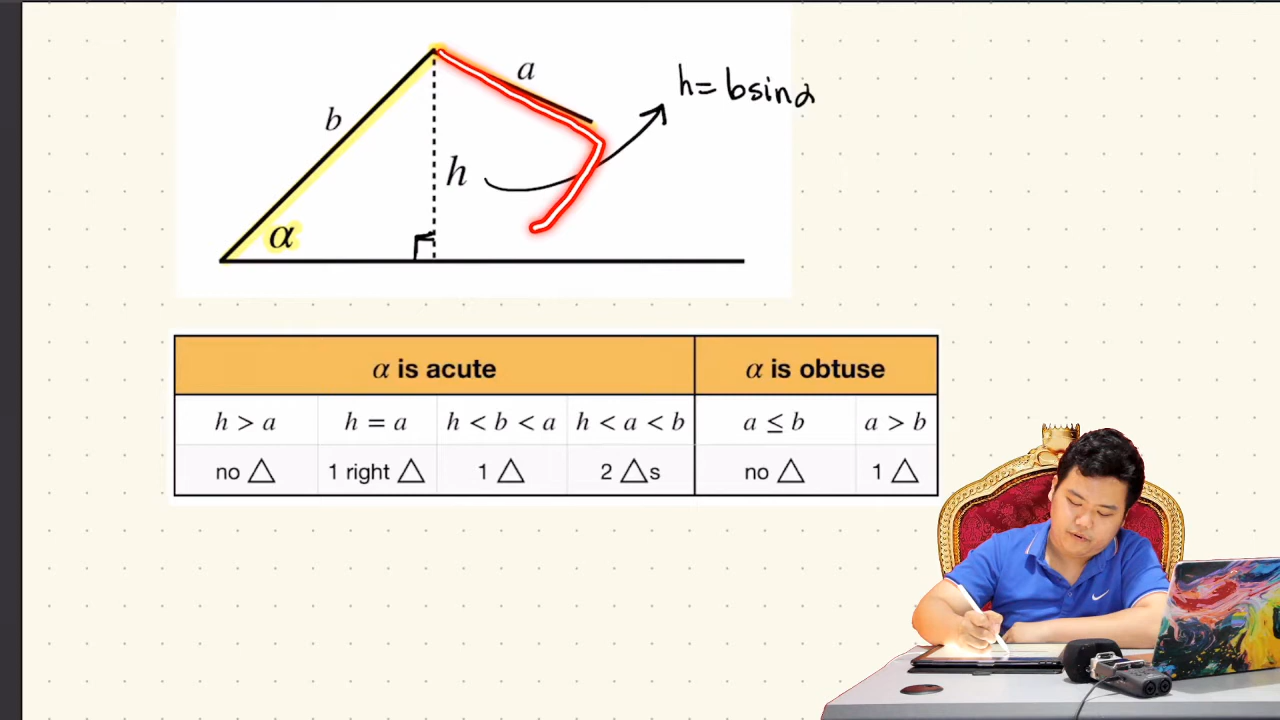 a
h= bsinα
b
h
α
α is acute
α is obtuse
h > a
h = a
h < b < a
h < a < b
a ≤ b
a > b
no △
1 right △
1 △
2 △s
no △
1 △